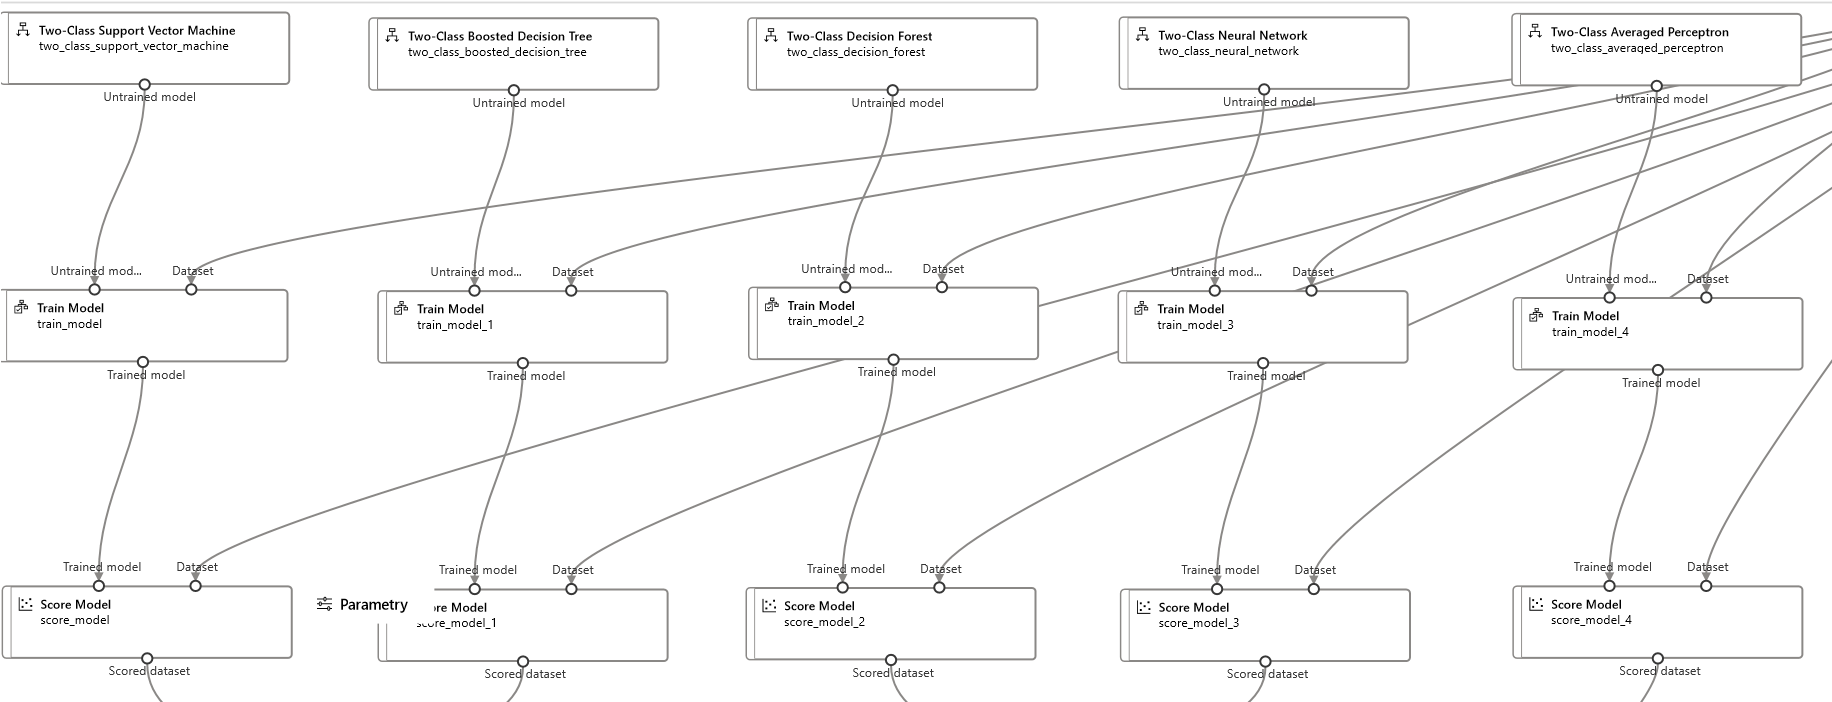 Two-Class Support Vector Machine
two_class_support_vector_machine
Untrained model
Two-Class Boosted Decision Tree
two_class_boosted_decision_tree
Untrained model
Two-Class Decision Forest
two_class_decision_forest
Untrained model
Two-Class Neural Network
two_class_neural_network
Untrained model
Two-Class Averaged Perceptron
two_class_averaged_perceptron
Untrained model
Untrained mod...
Dataset
Train Model
train_model
Trained model
Untrained mod...
Dataset
Train Model
train_model_1
Trained model
Untrained mod...
Dataset
Train Model
train_model_2
Trained model
Untrained mod...
Dataset
Train Model
train_model_3
Trained model
Untrained mod...
Dataset
Train Model
train_model_4
Trained model
Trained model
Dataset
Score Model
score_model
Scored dataset
Parametry
Trained model
Dataset
ore Model
score_model_1
Scored dataset
Trained model
Dataset
Score Model
score_model_2
Scored dataset
Trained model
Dataset
Score Model
score_model_3
Scored dataset
Trained model
Dataset
Score Model
score_model_4
Scored dataset